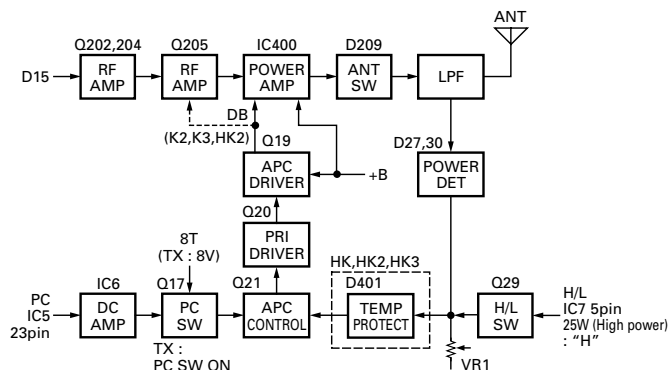 ANT
Q202,204
Q205
IC400
D209
D15
RF
AMP
RF
AMP
POWER
AMP
ANT
SW
LPF
DB
(K2,K3,HK2)
Q19
D27,30
APC
DRIVER
+B
POWER
DET
Q20
8T
(TX : 8V)
PRI
DRIVER
HK,HK2,HK3
IC6
Q17
Q21
D401
Q29
PC
IC5
23pin
DC
AMP
PC
SW
APC
CONTROL
TEMP
PROTECT
H/L
SW
H/L
IC7 5pin
25W (High power)
: “H”
TX :
PC SW ON
VR1